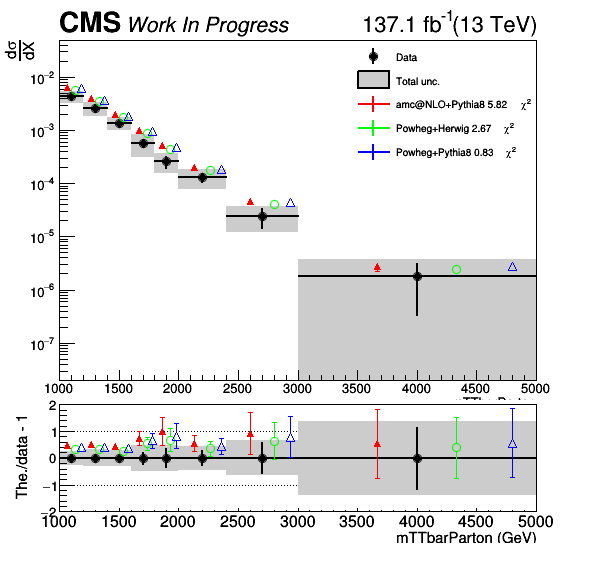 CMS Work In Progress 137.1 fb-1(13 TeV)
dσ
dX
Data
Total unc.
amc@NLO+Pythia8 5.82 χ2
Powheg+Herwig 2.67 χ2
Powheg+Pythia8 0.83 χ2
10−2
10−3
10−4
10−5
10−6
10−7
1000 1500 2000 2500 3000 3500 4000 4500 5000
The./data - 1
2
1
0
−1
−2
1000 1500 2000 2500 3000 3500 4000 4500 5000
mTTbarParton (GeV)